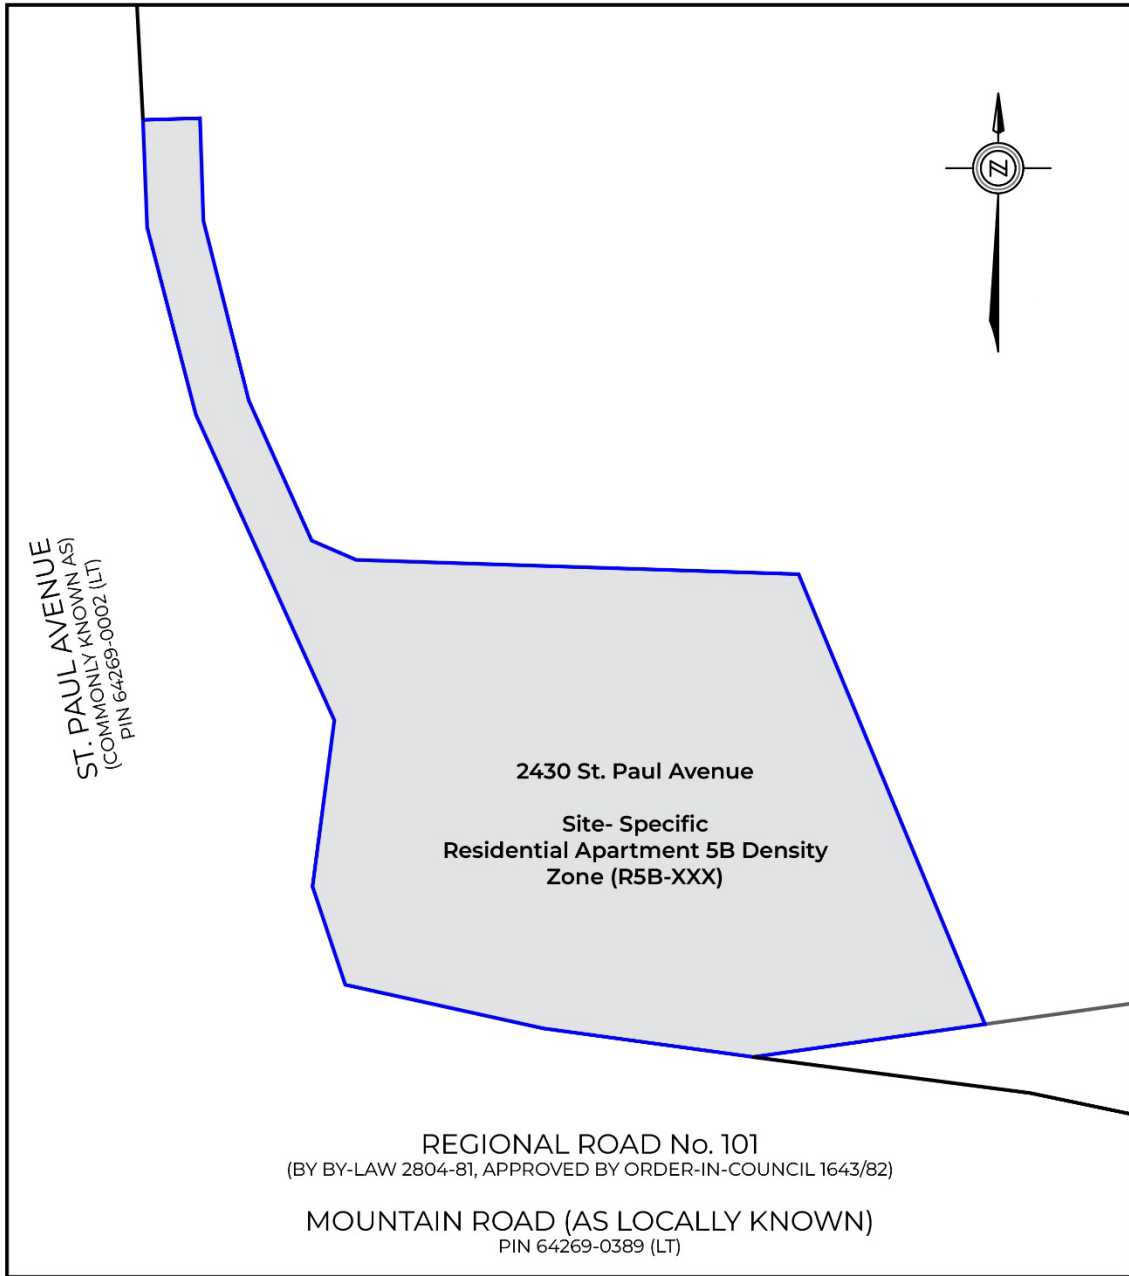 N
ST. PAUL AVENUE
(COMMONLY KNOWN AS)
PIN 64269-0002 (LT)
2430 St. Paul Avenue
Site- Specific
Residential Apartment 5B Density
Zone (R5B-XXX)
REGIONAL ROAD No. 101
(BY BY-LAW 2804-81, APPROVED BY ORDER-IN-COUNCIL 1643/82)
MOUNTAIN ROAD (AS LOCALLY KNOWN)
PIN 64269-0389 (LT)